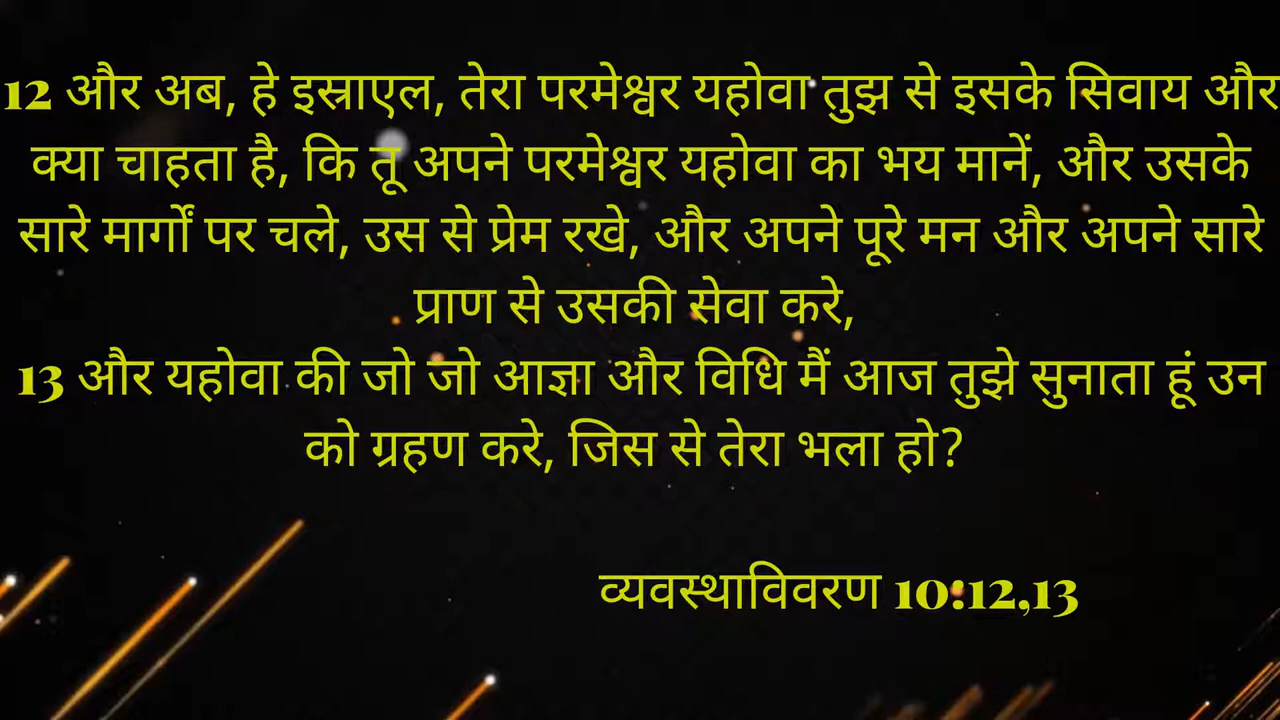 12 और अब, हे इस्राएल, तेरा परमेश्वर यहोवा तुझ से इसके सिवाय और
क्या चाहता है, कि तू अपने परमेश्वर यहोवा का भय मानें, और उसके
सारे मार्गों पर चले, उस से प्रेम रखे, और अपने पूरे मन और अपने सारे
प्राण से उसकी सेवा करे,
13 और यहोवा की जो जो आज्ञा और विधि मैं आज तुझे सुनाता हूं उन
को ग्रहण करे, जिस से तेरा भला हो?
व्यवस्थाविवरण 10:12,13